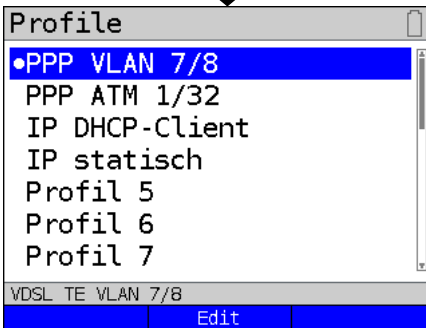 Profile
•PPP VLAN 7/8
PPP ATM 1/32
IP DHCP-Client
IP statisch
Profil 5
Profil 6
Profil 7
VDSL TE VLAN 7/8
Edit